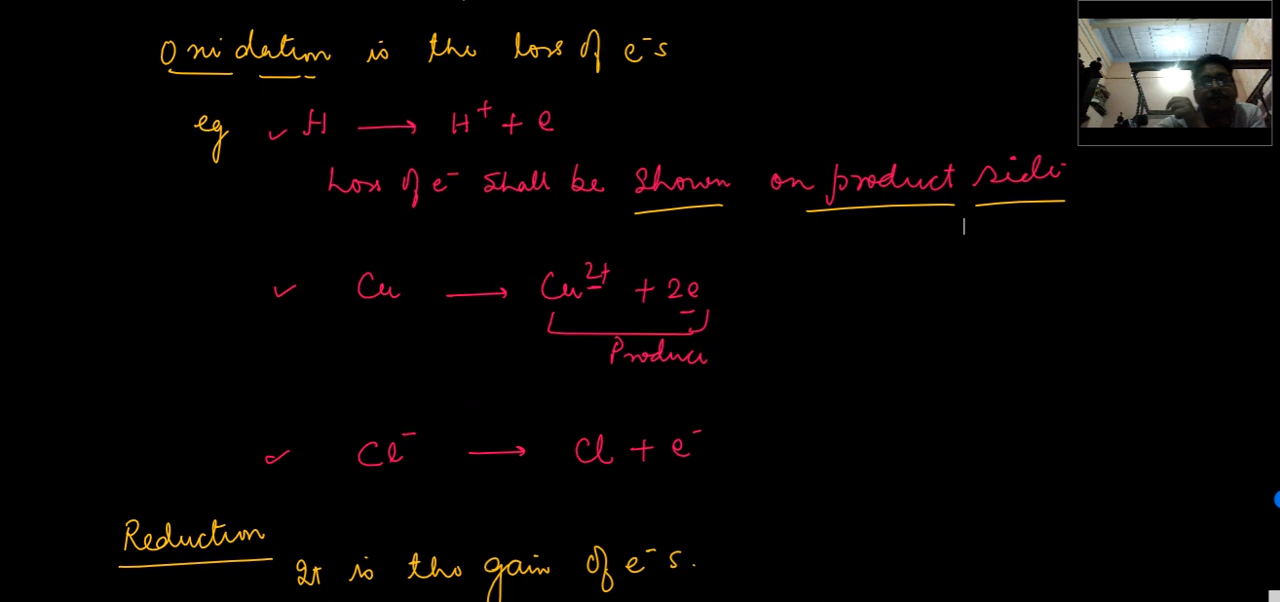 Oxidation is the loss of e⁻s
eg ✓ H ⟶ H⁺ + e
Loss of e⁻ shall be shown on product side
✓ Cu ⟶ Cu²⁺ + 2e
Produc
✓ Cl⁻ ⟶ Cl + e⁻
Reduction
It is the gain of e⁻s.